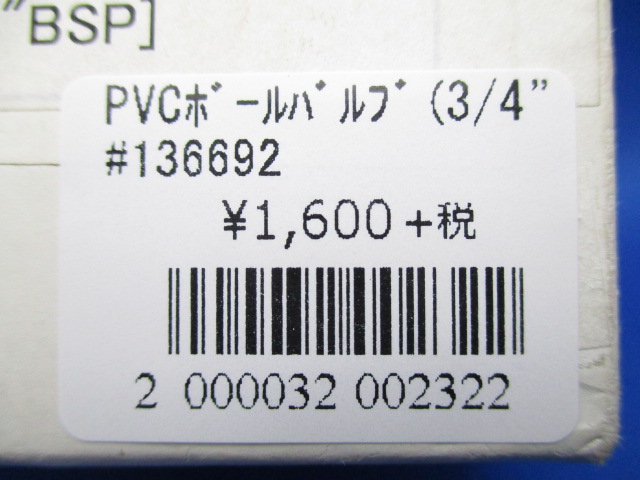 "BSP]
PVCﾎﾞｰﾙﾊﾞﾙﾌﾞ(3/4"
#136692
¥1,600+税
2 000032 002322